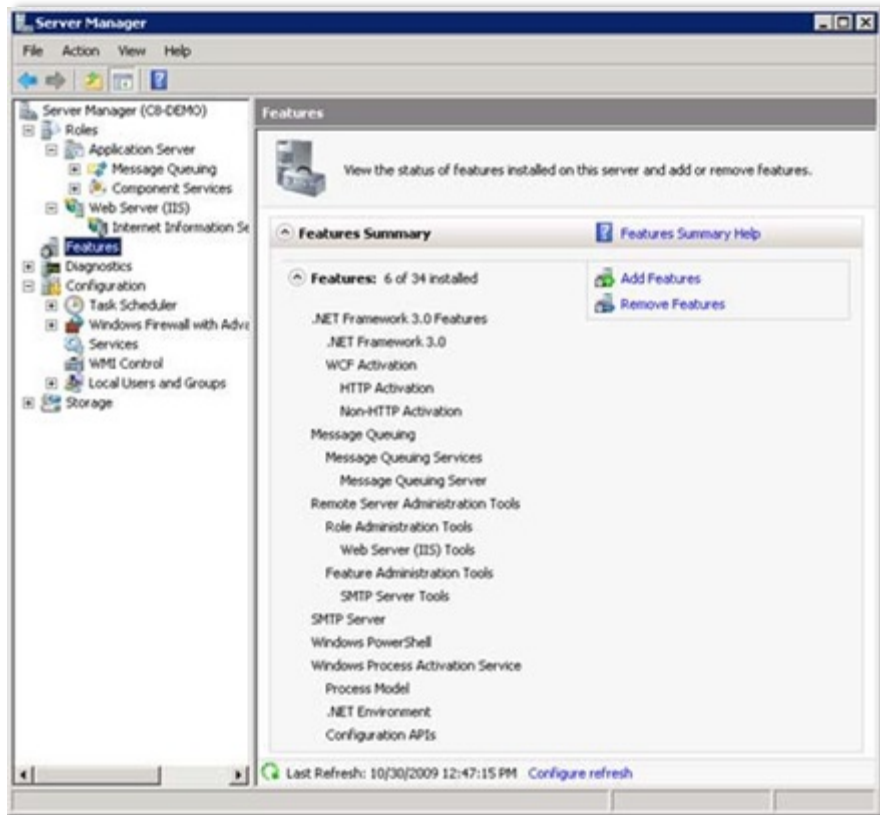 Server Manager
File Action View Help
Server Manager (C8-DEMO)
Roles
Application Server
Message Queuing
Component Services
Web Server (IIS)
Internet Information Se
Features
Diagnostics
Configuration
Task Scheduler
Windows Firewall with Adva
Services
WMI Control
Local Users and Groups
Storage
Features
View the status of features installed on this server and add or remove features.
Features Summary
Features Summary Help
Features: 6 of 34 installed
Add Features
Remove Features
.NET Framework 3.0 Features
.NET Framework 3.0
WCF Activation
HTTP Activation
Non-HTTP Activation
Message Queuing
Message Queuing Services
Message Queuing Server
Remote Server Administration Tools
Role Administration Tools
Web Server (IIS) Tools
Feature Administration Tools
SMTP Server Tools
SMTP Server
Windows PowerShell
Windows Process Activation Service
Process Model
.NET Environment
Configuration APIs
Last Refresh: 10/30/2009 12:47:15 PM Configure refresh